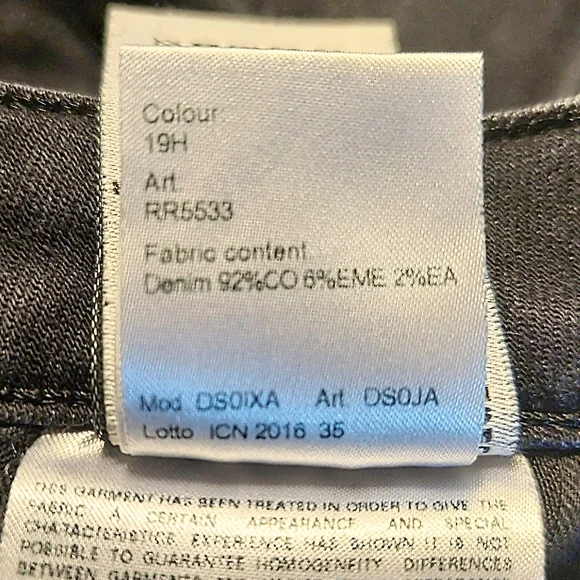 Colour
19H
Art
RR5533
Fabric content
Denim 92%CO 6%EME 2%EA
Mod DS0IXA Art DS0JA
Lotto ICN 2016 35
THIS GARMENT HAS BEEN TREATED IN ORDER TO GIVE THE
FABRIC A CERTAIN APPEARANCE AND SPECIAL
CHARACTERISTICS EXPERIENCE HAS SHOWN IT IS NOT
POSSIBLE TO GUARANTEE HOMOGENEITY DIFFERENCES
BETWEEN GARMENTS